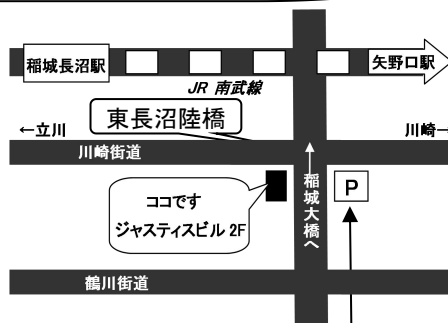 稲城長沼駅
矢野口駅
JR 南武線
東長沼陸橋
←立川
川崎→
川崎街道
ココです
ジャスティスビル 2F
↑稲城大橋へ
P
鶴川街道